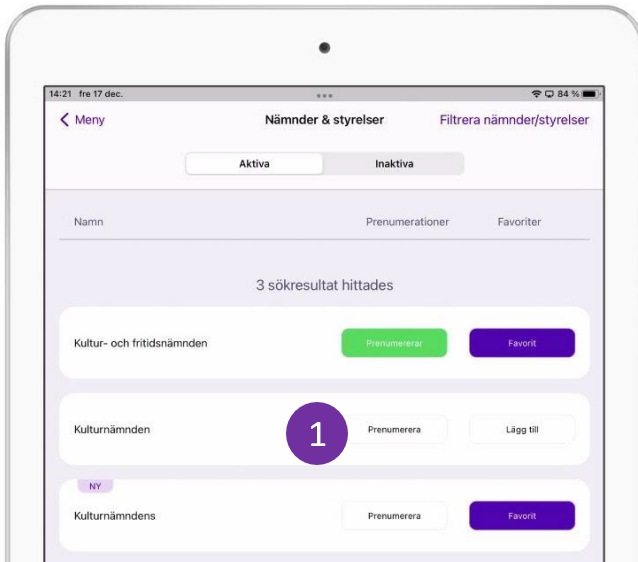 14:21 fre 17 dec. 84 %
Meny Nämnder & styrelser Filtrera nämnder/styrelser
Aktiva Inaktiva
Namn Prenumerationer Favoriter
3 sökresultat hittades
Kultur- och fritidsnämnden Prenumererar Favorit
Kulturnämnden 1 Prenumerera Lägg till
NY
Kulturnämndens Prenumerera Favorit